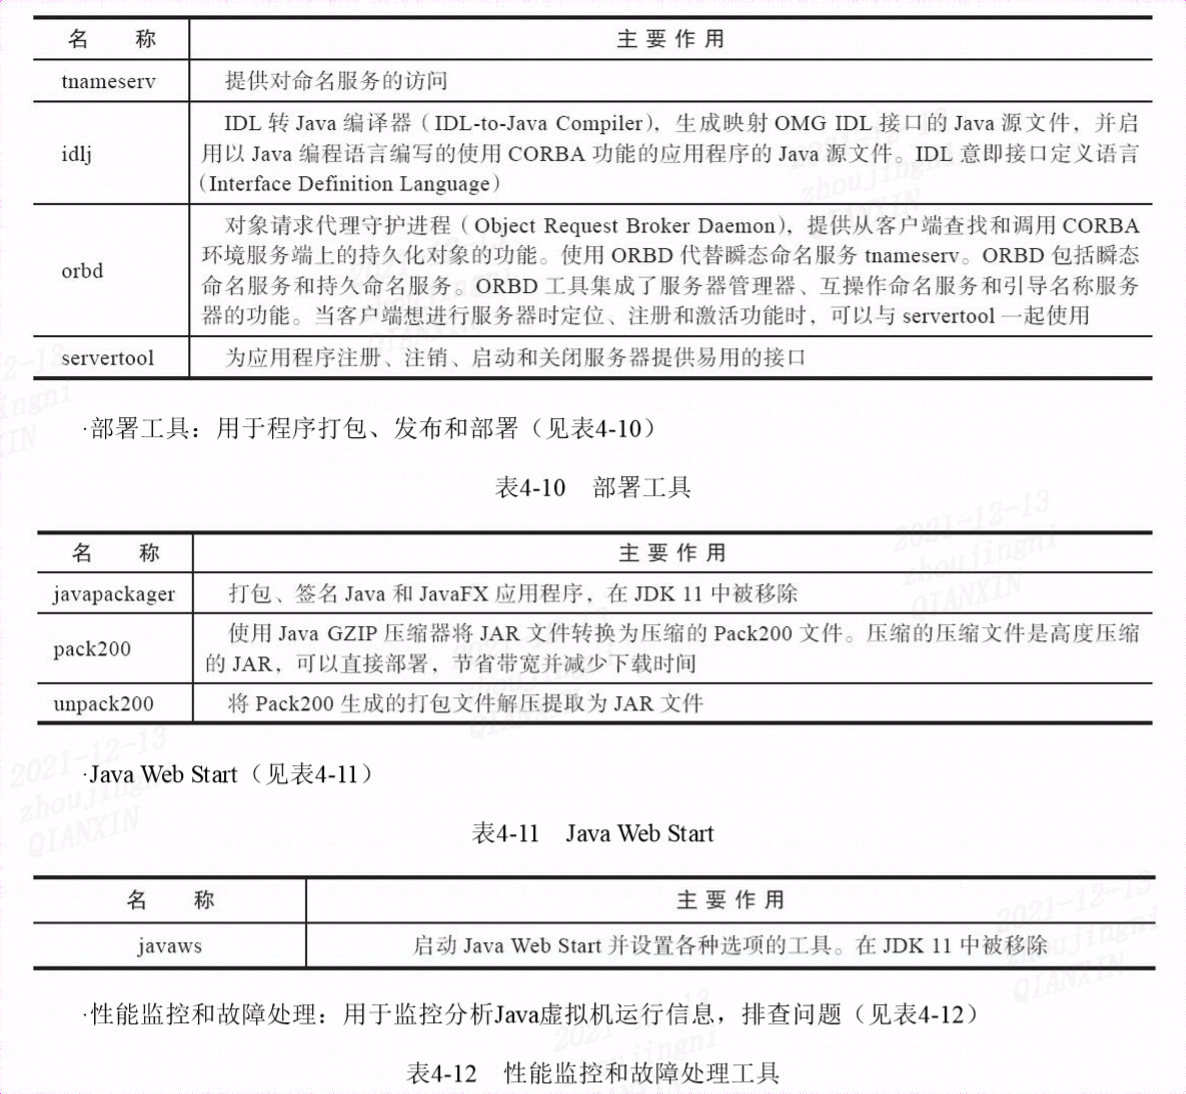 名 称 主要作用
tnameserv 提供对命名服务的访问
IDL 转 Java 编译器（IDL-to-Java Compiler)，生成映射 OMG IDL 接口的 Java 源文件，并启
idlj 用以 Java 编程语言编写的使用 CORBA 功能的应用程序的 Java 源文件。IDL 意即接口定义语言
（Interface Definition Language）
对象请求代理守护进程（Object Request Broker Daemon)，提供从客户端查找和调用 CORBA
环境服务端上的持久化对象的功能。使用 ORBD 代替瞬态命名服务 tnameserv。ORBD 包括瞬态
orbd 命名服务和持久命名服务。ORBD 工具集成了服务器管理器、互操作命名服务和引导名称服务
器的功能。当客户端想进行服务器时定位、注册和激活功能时，可以与 servertool 一起使用
servertool 为应用程序注册、注销、启动和关闭服务器提供易用的接口
·部署工具：用于程序打包、发布和部署（见表4-10）
表4-10 部署工具
名 称 主要作用
javapackager 打包、签名 Java 和 JavaFX 应用程序，在 JDK 11 中被移除
使用 Java GZIP 压缩器将 JAR 文件转换为压缩的 Pack200 文件。压缩的压缩文件是高度压缩
pack200 的 JAR，可以直接部署，节省带宽并减少下载时间
unpack200 将 Pack200 生成的打包文件解压提取为 JAR 文件
·Java Web Start（见表4-11）
表4-11 Java Web Start
名 称 主要作用
javaws 启动 Java Web Start 并设置各种选项的工具。在 JDK 11 中被移除
·性能监控和故障处理：用于监控分析Java虚拟机运行信息，排查问题（见表4-12）
表4-12 性能监控和故障处理工具
2021-12-13
zhoujingni
QIANXIN